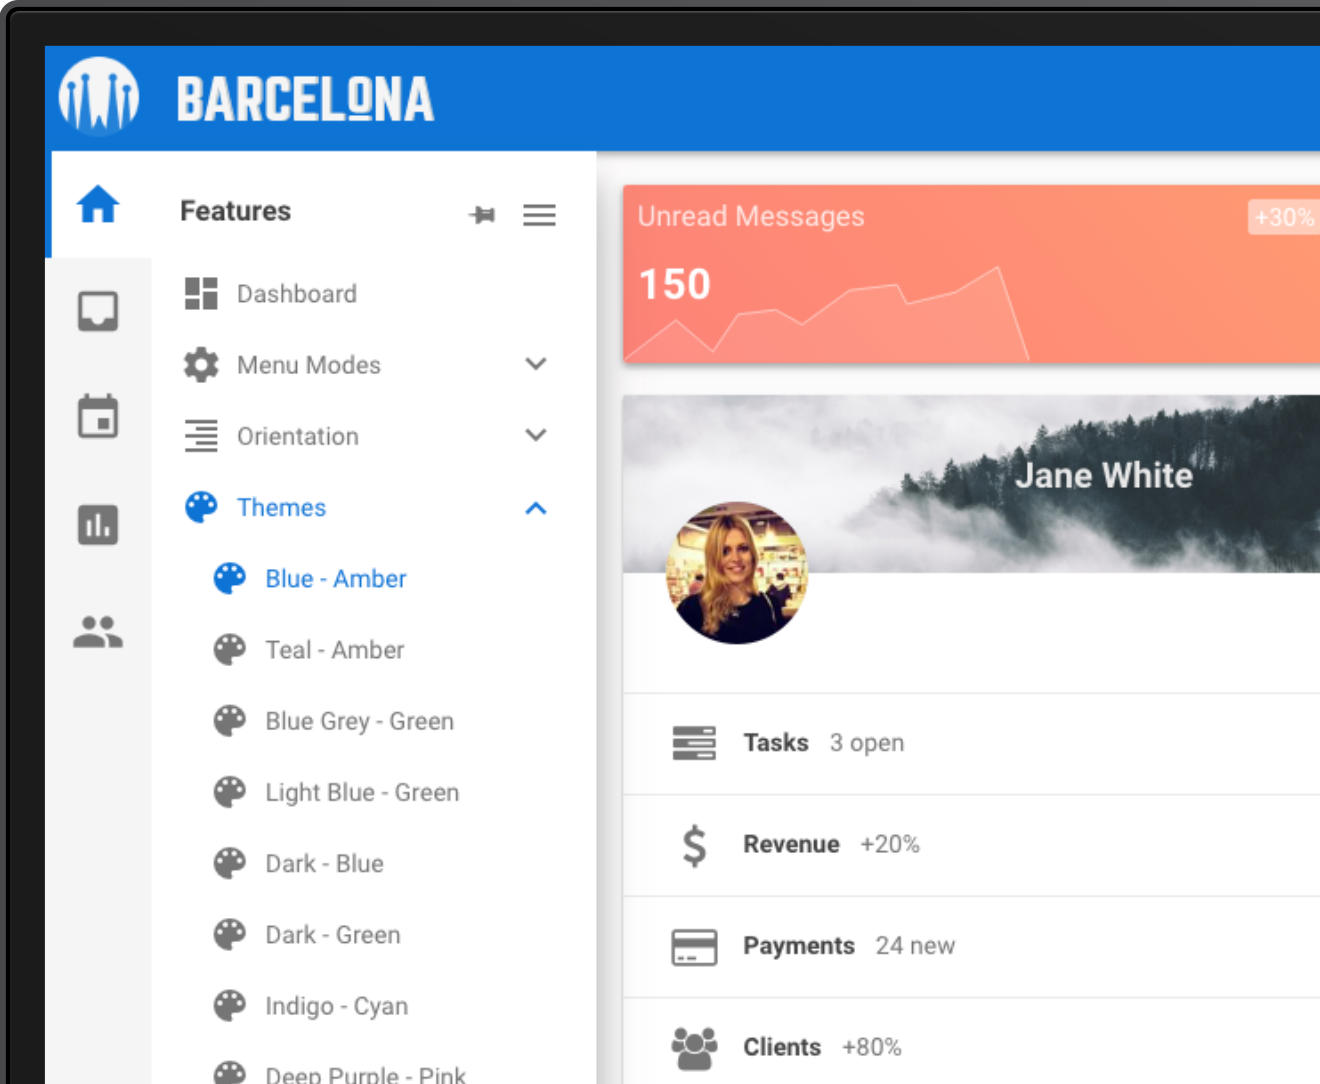 BARCELONA
Features
Dashboard
Menu Modes
Orientation
Themes
Blue - Amber
Teal - Amber
Blue Grey - Green
Light Blue - Green
Dark - Blue
Dark - Green
Indigo - Cyan
Deep Purple - Pink
Unread Messages +30%
150
Jane White
Tasks 3 open
Revenue +20%
Payments 24 new
Clients +80%